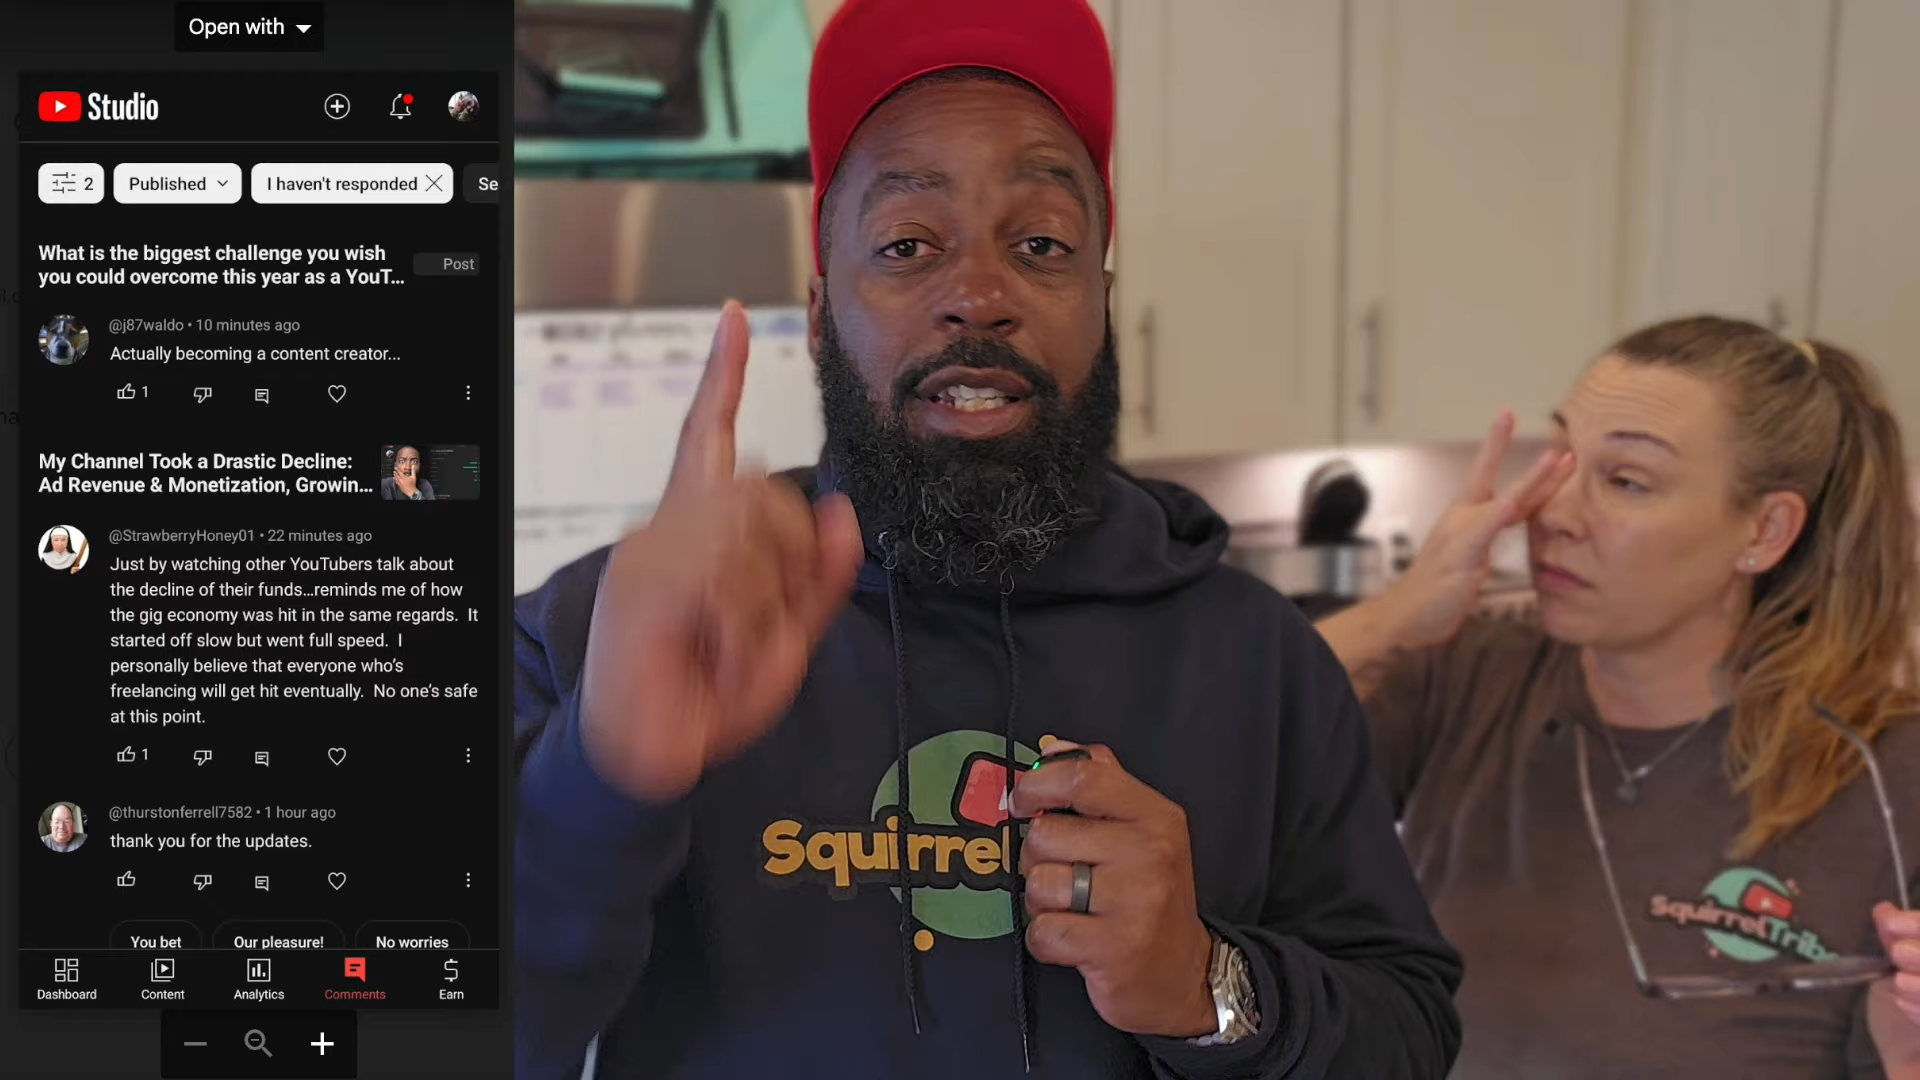 Open with
Studio
2
Published
I haven't responded
Se
What is the biggest challenge you wish
you could overcome this year as a YouT...
Post
@j87waldo • 10 minutes ago
Actually becoming a content creator...
1
My Channel Took a Drastic Decline:
Ad Revenue & Monetization, Growin...
@StrawberryHoney01 • 22 minutes ago
Just by watching other YouTubers talk about
the decline of their funds...reminds me of how
the gig economy was hit in the same regards. It
started off slow but went full speed. I
personally believe that everyone who's
freelancing will get hit eventually. No one's safe
at this point.
1
@thurstonferrell7582 • 1 hour ago
thank you for the updates.
You bet
Our pleasure!
No worries
Dashboard
Content
Analytics
Comments
Earn
Squirrel
SquirrelTrib